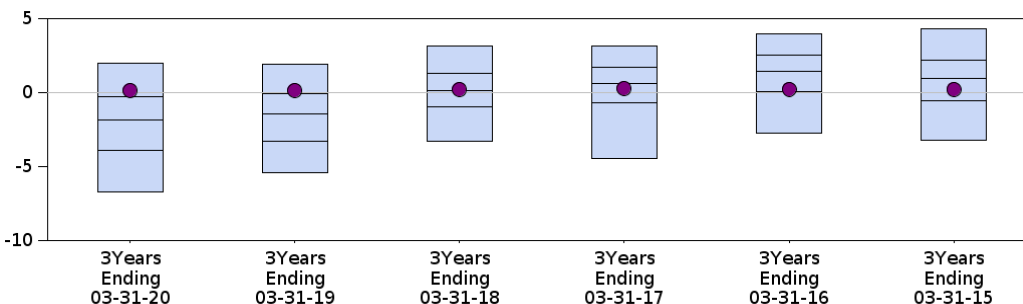 5
0
-5
-10
3Years
Ending
03-31-20
3Years
Ending
03-31-19
3Years
Ending
03-31-18
3Years
Ending
03-31-17
3Years
Ending
03-31-16
3Years
Ending
03-31-15